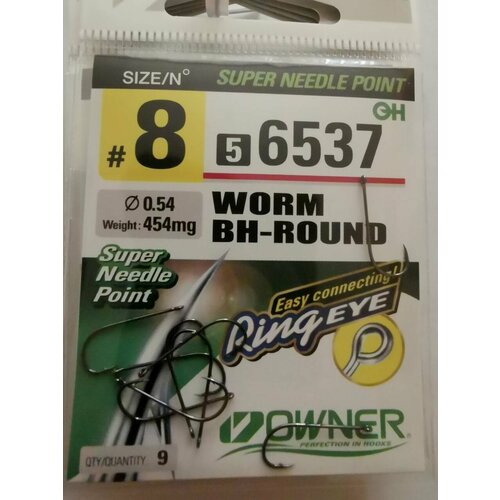 SIZE/N° SUPER NEEDLE POINT
#8 5 6537
Ø 0.54
Weight: 454mg
WORM
BH-ROUND
Super
Needle
Point
Easy connecting!
Ring EYE
OWNER®
PERFECTION IN HOOKS
QTY/QUANTITY 9